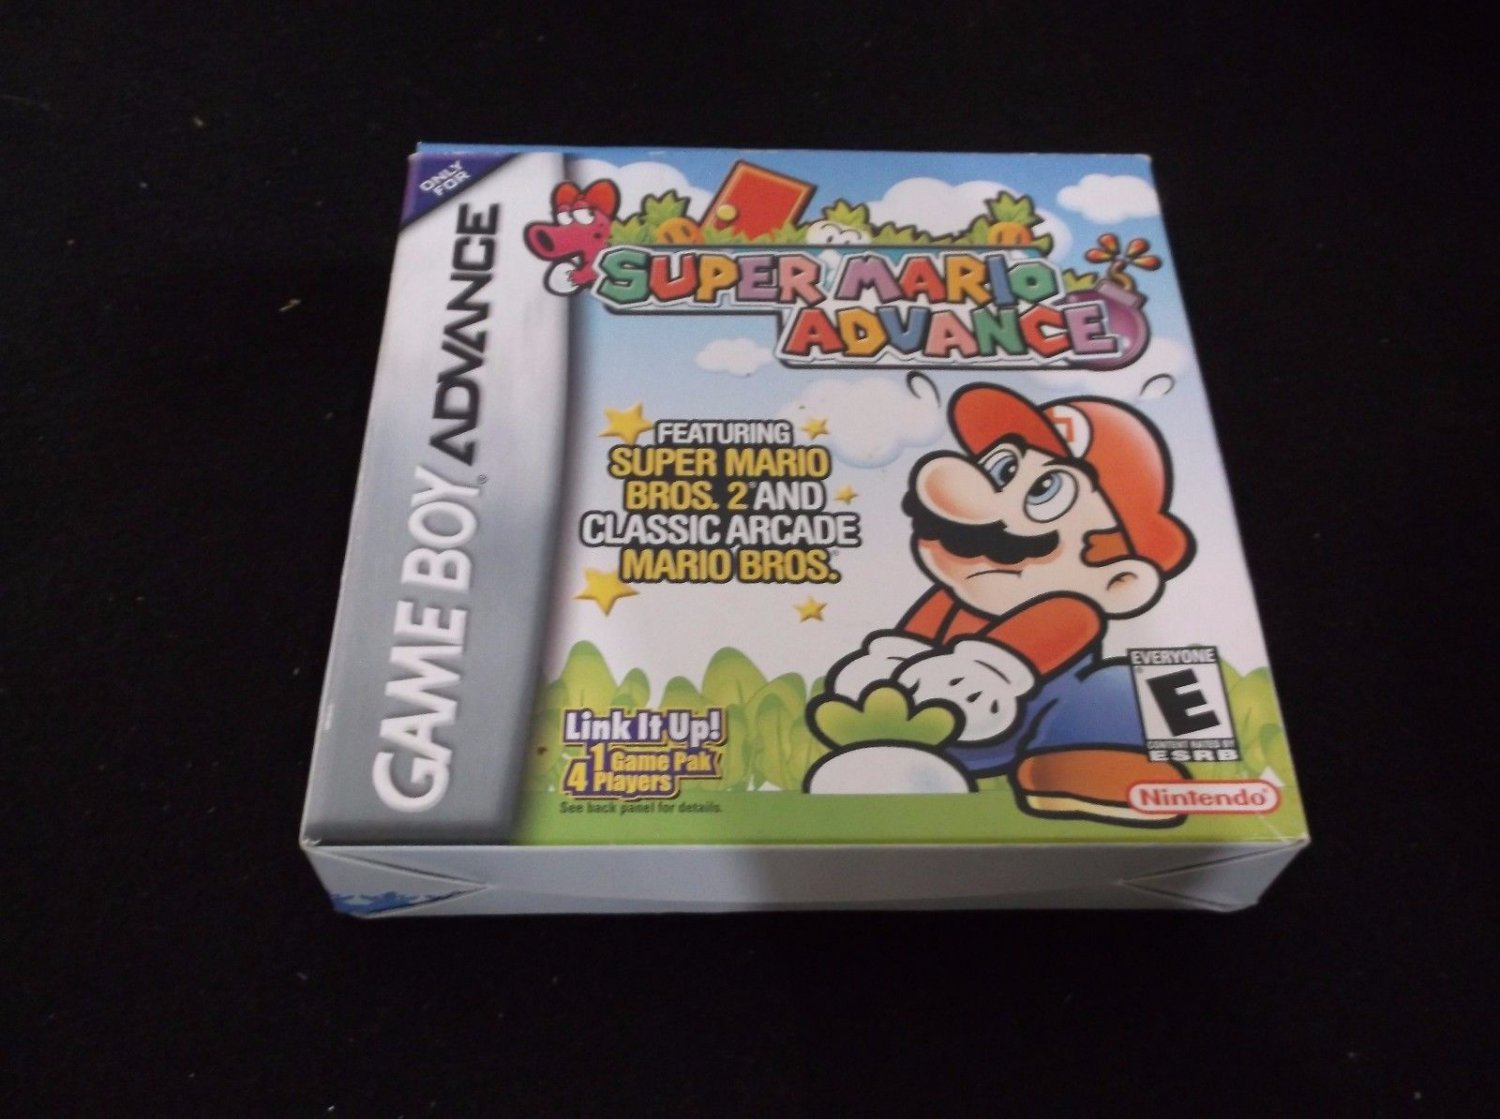 ONLY
FOR
GAME BOY ADVANCE
SUPER MARIO
ADVANCE
FEATURING
SUPER MARIO
BROS. 2® AND
CLASSIC ARCADE
MARIO BROS.®
Link It Up!
1 Game Pak
4 Players
See back panel for details.
EVERYONE
E
CONTENT RATED BY
ESRB
Nintendo®